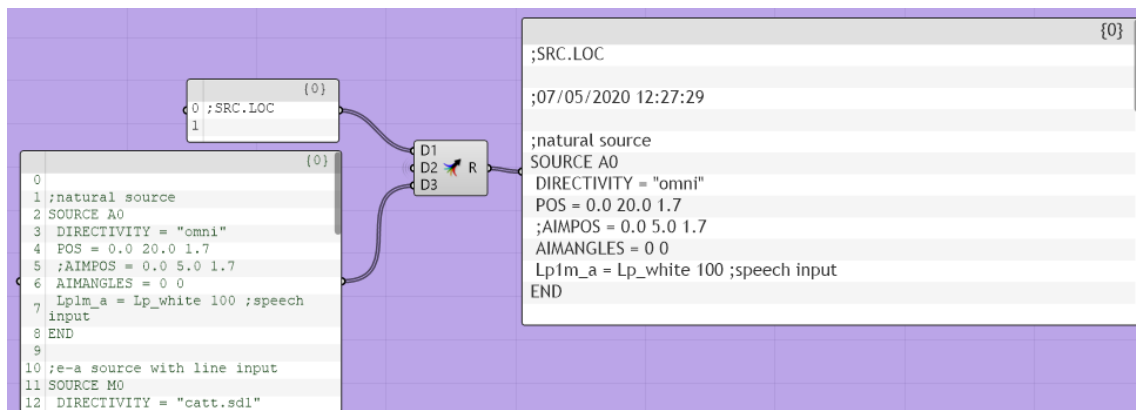 {0}
0 ;SRC.LOC
1
{0}
0
1 ;natural source
2 SOURCE A0
3 DIRECTIVITY = "omni"
4 POS = 0.0 20.0 1.7
5 ;AIMPOS = 0.0 5.0 1.7
6 AIMANGLES = 0 0
7 Lp1m_a = Lp_white 100 ;speech
input
8 END
9
10 ;e-a source with line input
11 SOURCE M0
12 DIRECTIVITY = "catt.sd1"
D1
D2 R
D3
{0}
;SRC.LOC
;07/05/2020 12:27:29
;natural source
SOURCE A0
DIRECTIVITY = "omni"
POS = 0.0 20.0 1.7
;AIMPOS = 0.0 5.0 1.7
AIMANGLES = 0 0
Lp1m_a = Lp_white 100 ;speech input
END